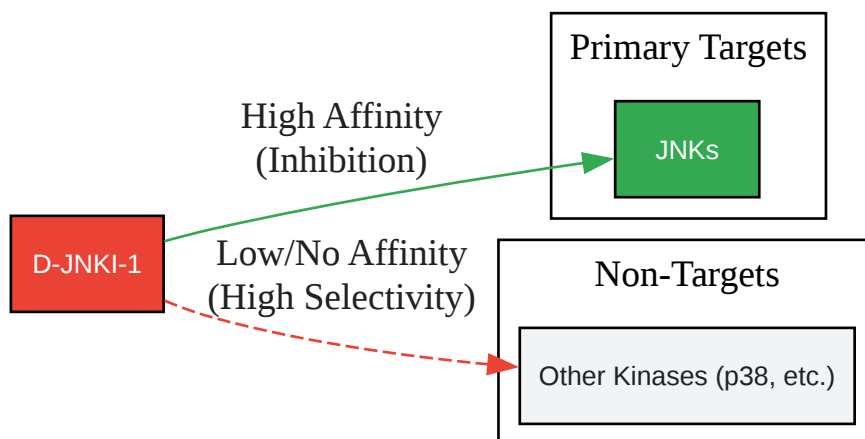 Primary Targets
High Affinity
(Inhibition)
JNKs
D-JNKI-1
Low/No Affinity
(High Selectivity)
Non-Targets
Other Kinases (p38, etc.)